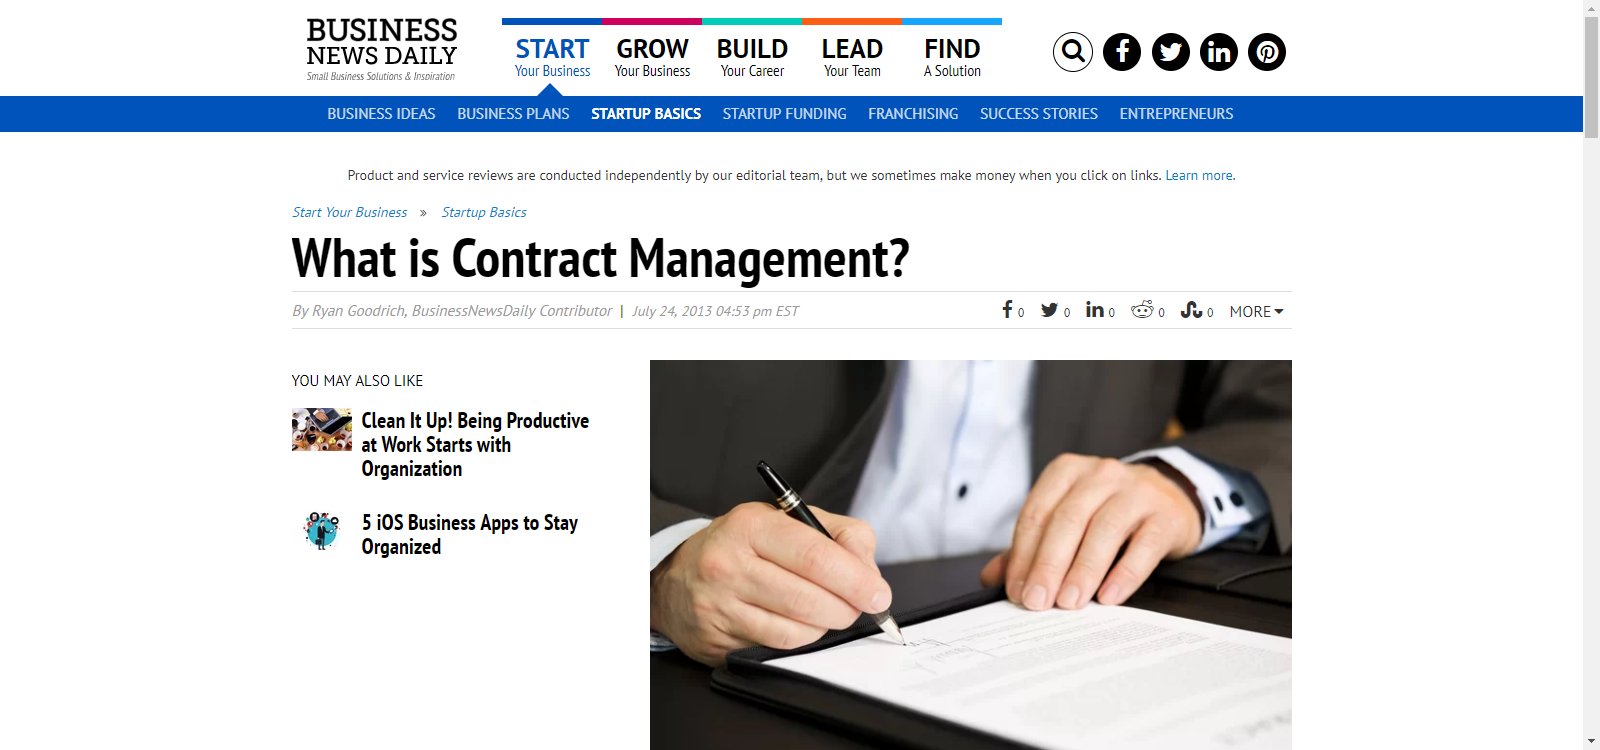 BUSINESS
NEWS DAILY
Small Business Solutions & Inspiration
START
Your Business
GROW
Your Business
BUILD
Your Career
LEAD
Your Team
FIND
A Solution
BUSINESS IDEAS BUSINESS PLANS STARTUP BASICS STARTUP FUNDING FRANCHISING SUCCESS STORIES ENTREPRENEURS
Product and service reviews are conducted independently by our editorial team, but we sometimes make money when you click on links. Learn more.
Start Your Business » Startup Basics
What is Contract Management?
By Ryan Goodrich, BusinessNewsDaily Contributor | July 24, 2013 04:53 pm EST
0 0 0 0 0 MORE
YOU MAY ALSO LIKE
Clean It Up! Being Productive
at Work Starts with
Organization
5 iOS Business Apps to Stay
Organized